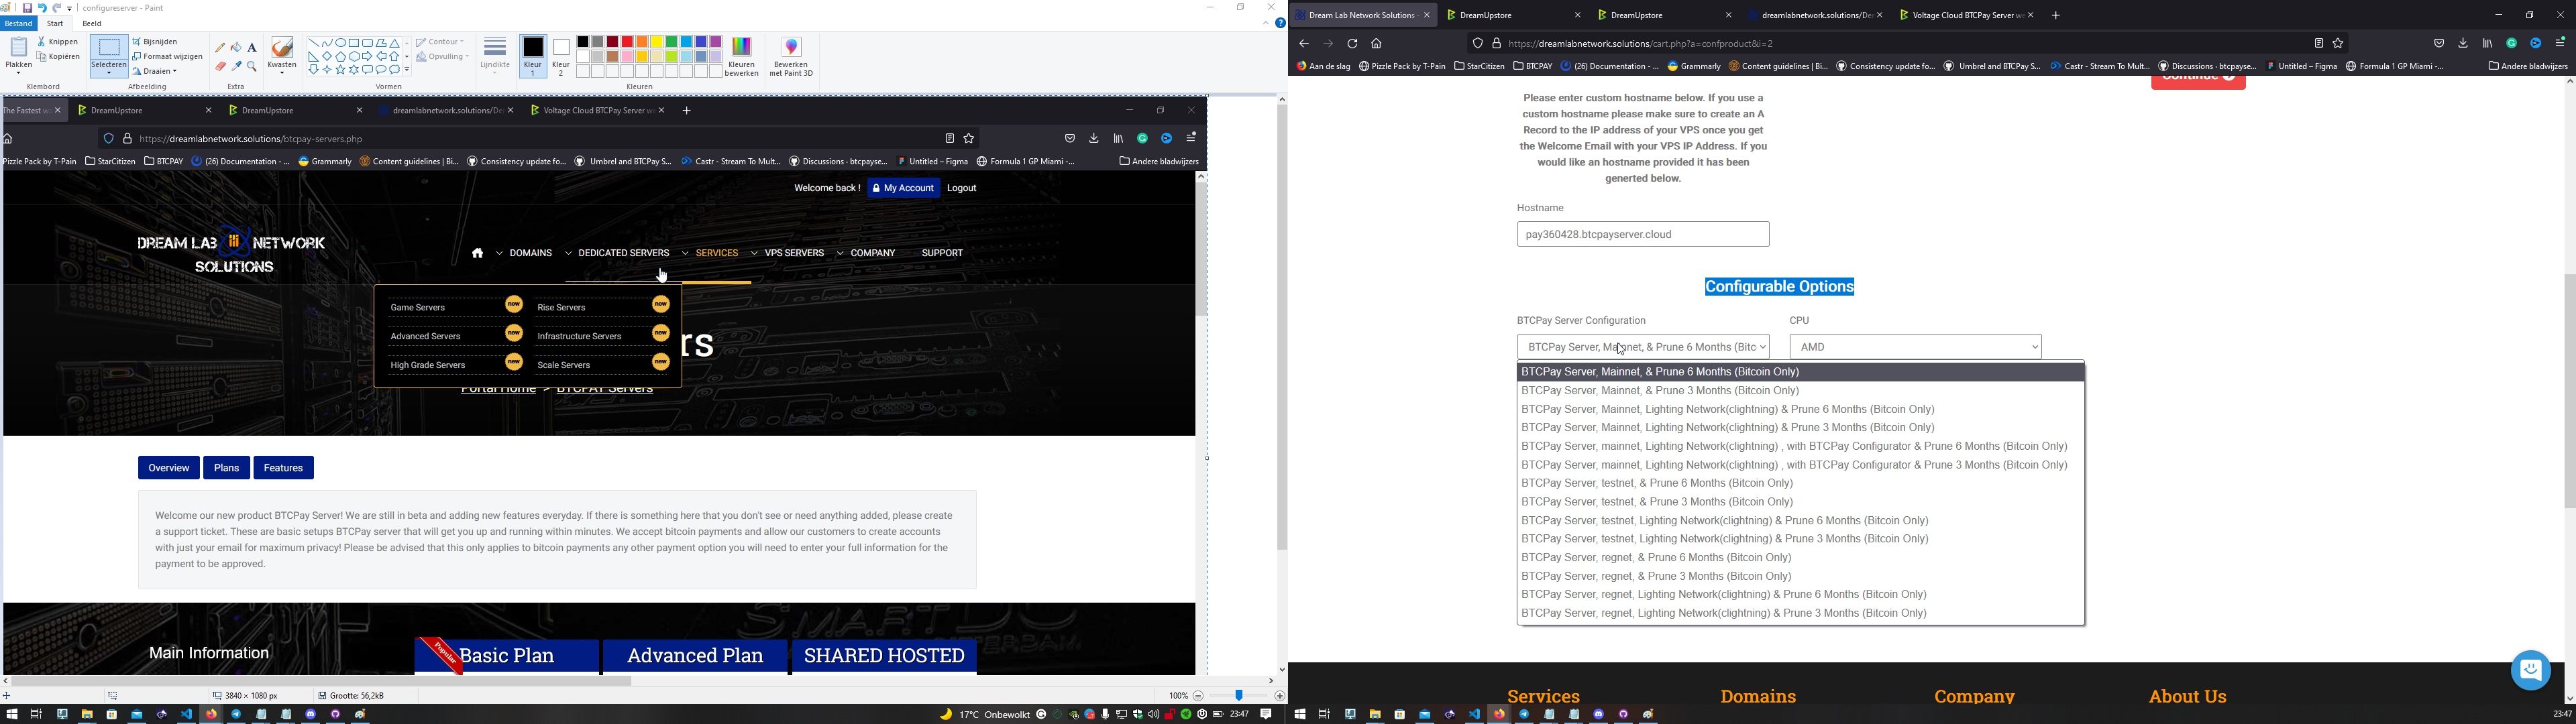 configureserver - Paint
Bestand
Start
Beeld
Plakken
Knippen
Kopiëren
Klembord
Selecteren
Bijsnijden
Formaat wijzigen
Draaien
Afbeelding
Extra
Kwasten
Vormen
Contour
Opvulling
Lijndikte
Kleur 1
Kleur 2
Kleuren bewerken
Kleuren
Bewerken met Paint 3D
The Fastest w
DreamUpstore
DreamUpstore
dreamlabnetwork.solutions/De
Voltage Cloud BTCPay Server w
https://dreamlabnetwork.solutions/btcpay-servers.php
Pizzle Pack by T-Pain
StarCitizen
BTCPAY
(26) Documentation - ...
Grammarly
Content guidelines | Bi...
Consistency update fo...
Umbrel and BTCPay S...
Castr - Stream To Mult...
Discussions · btcpayse...
Untitled – Figma
Formula 1 GP Miami -...
Andere bladwijzers
Welcome back !
My Account
Logout
DREAM LAB NETWORK
SOLUTIONS
DOMAINS
DEDICATED SERVERS
SERVICES
VPS SERVERS
COMPANY
SUPPORT
Game Servers new
Rise Servers new
Advanced Servers new
Infrastructure Servers new
High Grade Servers new
Scale Servers new
rs
Portal Home > BTCPAY Servers
Overview
Plans
Features
Welcome our new product BTCPay Server! We are still in beta and adding new features everyday. If there is something here that you don't see or need anything added, please create
a support ticket. These are basic setups BTCPay server that will get you up and running within minutes. We accept bitcoin payments and allow our customers to create accounts
with just your email for maximum privacy! Please be advised that this only applies to bitcoin payments any other payment option you will need to enter your full information for the
payment to be approved.
Main Information
Popular
Basic Plan
Advanced Plan
SHARED HOSTED
3840 × 1080 px
Grootte: 56,2kB
100%
17°C Onbewolkt
23:47
Dream Lab Network Solutions -
DreamUpstore
DreamUpstore
dreamlabnetwork.solutions/De
Voltage Cloud BTCPay Server w
https://dreamlabnetwork.solutions/cart.php?a=confproduct&i=2
Aan de slag
Pizzle Pack by T-Pain
StarCitizen
BTCPAY
(26) Documentation - ...
Grammarly
Content guidelines | Bi...
Consistency update fo...
Umbrel and BTCPay S...
Castr - Stream To Mult...
Discussions · btcpayse...
Untitled – Figma
Formula 1 GP Miami -...
Andere bladwijzers
Continue
Please enter custom hostname below. If you use a
custom hostname please make sure to create an A
Record to the IP address of your VPS once you get
the Welcome Email with your VPS IP Address. If you
would like an hostname provided it has been
generted below.
Hostname
pay360428.btcpayserver.cloud
Configurable Options
BTCPay Server Configuration
CPU
BTCPay Server, Mainnet, & Prune 6 Months (Bitc
AMD
BTCPay Server, Mainnet, & Prune 6 Months (Bitcoin Only)
BTCPay Server, Mainnet, & Prune 3 Months (Bitcoin Only)
BTCPay Server, Mainnet, Lighting Network(clightning) & Prune 6 Months (Bitcoin Only)
BTCPay Server, Mainnet, Lighting Network(clightning) & Prune 3 Months (Bitcoin Only)
BTCPay Server, mainnet, Lighting Network(clightning) , with BTCPay Configurator & Prune 6 Months (Bitcoin Only)
BTCPay Server, mainnet, Lighting Network(clightning) , with BTCPay Configurator & Prune 3 Months (Bitcoin Only)
BTCPay Server, testnet, & Prune 6 Months (Bitcoin Only)
BTCPay Server, testnet, & Prune 3 Months (Bitcoin Only)
BTCPay Server, testnet, Lighting Network(clightning) & Prune 6 Months (Bitcoin Only)
BTCPay Server, testnet, Lighting Network(clightning) & Prune 3 Months (Bitcoin Only)
BTCPay Server, regnet, & Prune 6 Months (Bitcoin Only)
BTCPay Server, regnet, & Prune 3 Months (Bitcoin Only)
BTCPay Server, regnet, Lighting Network(clightning) & Prune 6 Months (Bitcoin Only)
BTCPay Server, regnet, Lighting Network(clightning) & Prune 3 Months (Bitcoin Only)
Services
Domains
Company
About Us
23:47